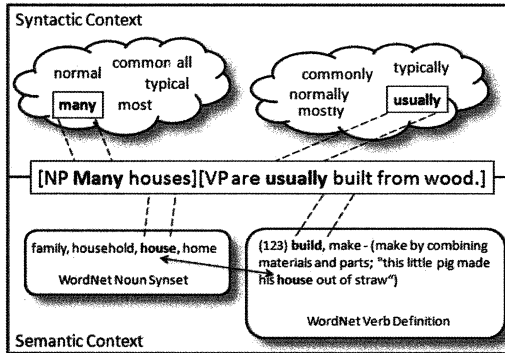 Syntactic Context
common all
normal
typical
many
most
commonly
typically
normally
usually
mostly
[NP Many houses][VP are usually built from wood.]
family, household, house, home
WordNet Noun Synset
(123) build, make - (make by combining
materials and parts; "this little pig made
his house out of straw")
WordNet Verb Definition
Semantic Context